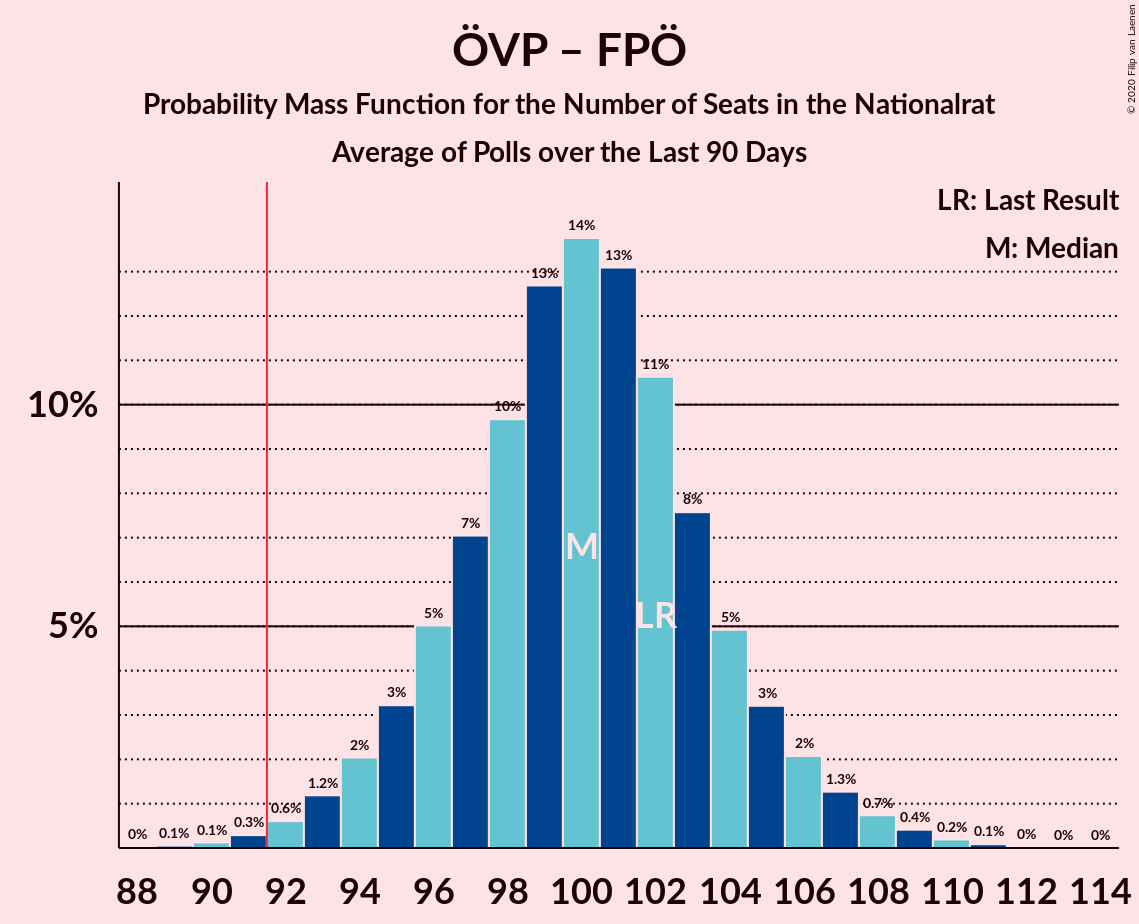 ÖVP – FPÖ
Probability Mass Function for the Number of Seats in the Nationalrat
Average of Polls over the Last 90 Days
© 2020 Filip van Laenen
LR: Last Result
M: Median
10%
5%
0% 0.1% 0.1% 0.3% 0.6% 1.2% 2% 3% 5% 7% 10% 13% 14% 13% 11% 8% 5% 3% 2% 1.3% 0.7% 0.4% 0.2% 0.1% 0% 0% 0%
M
LR
88 90 92 94 96 98 100 102 104 106 108 110 112 114